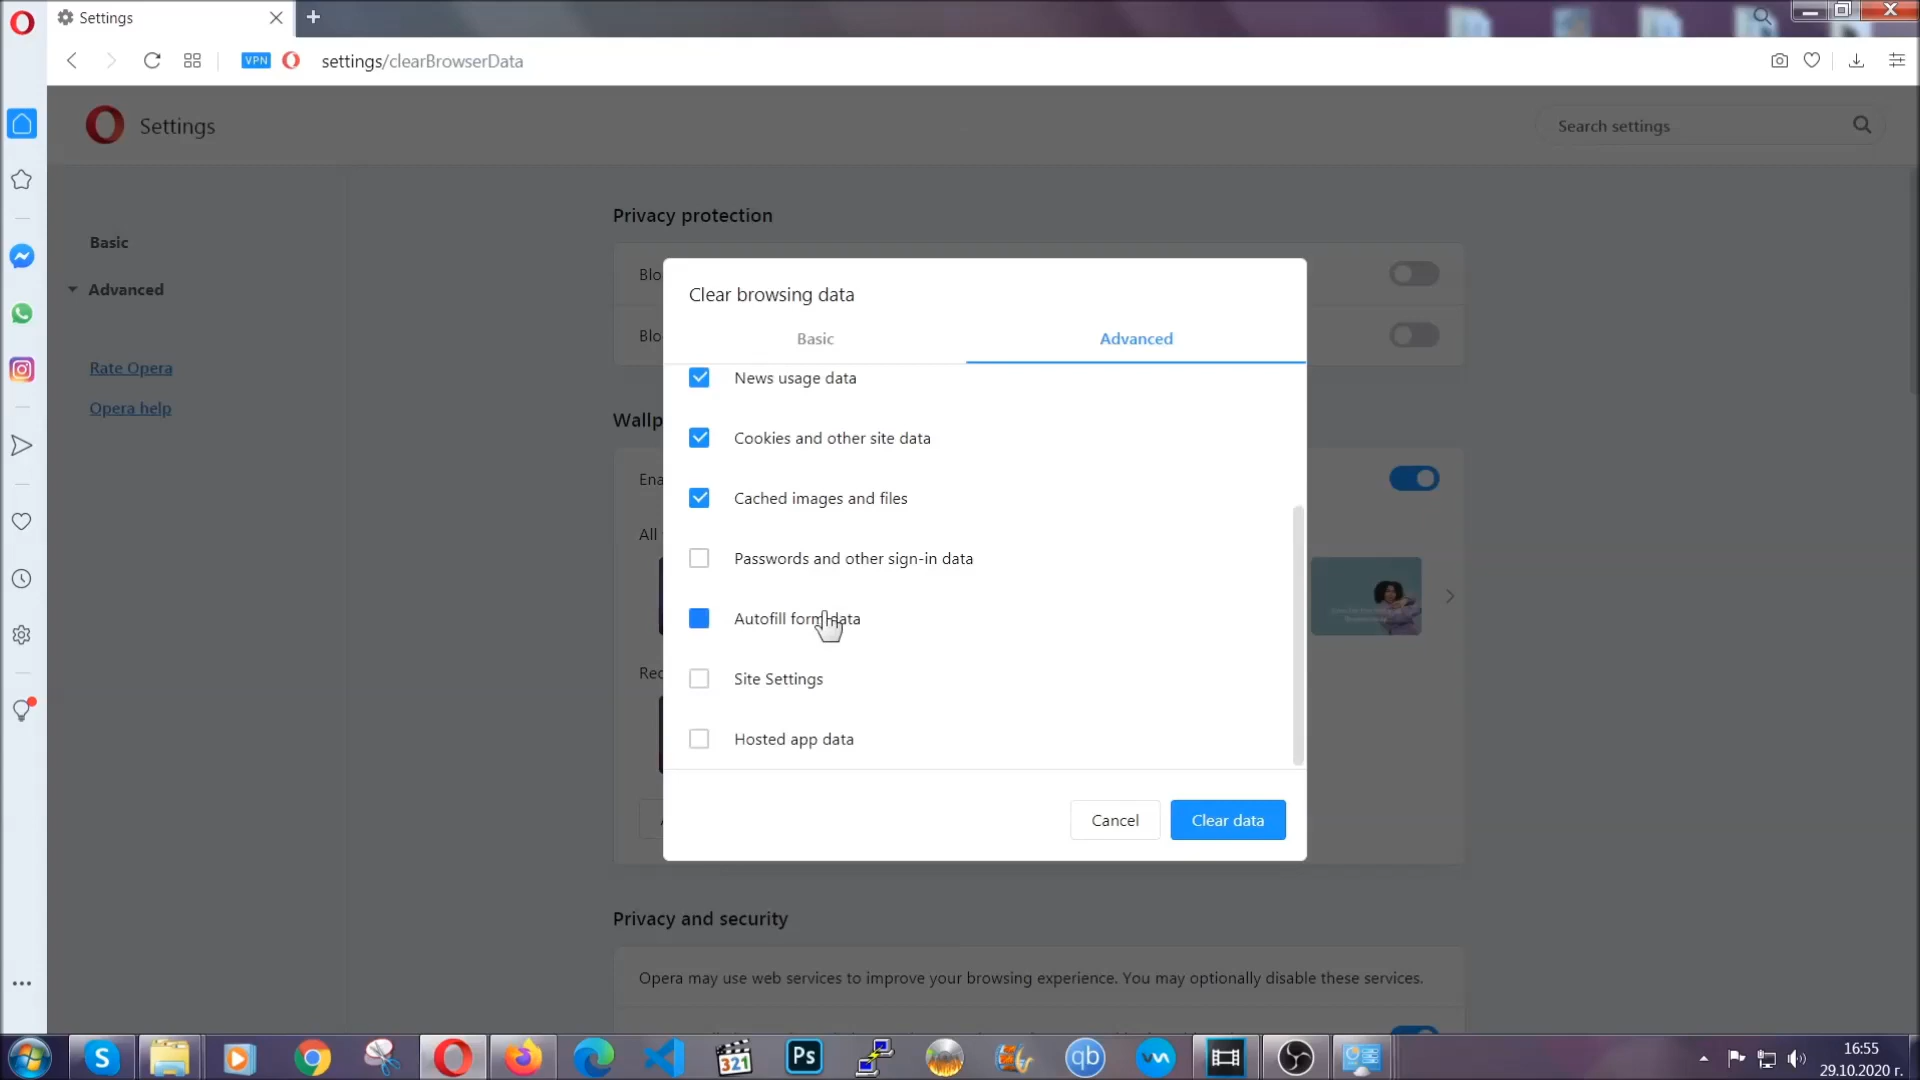 Settings
VPN
settings/clearBrowserData
Settings
Search settings
Basic
Advanced
Rate Opera
Opera help
Privacy protection
Blo
Blo
Wallp
Ena
All
Rec
Clear browsing data
Basic
Advanced
News usage data
Cookies and other site data
Cached images and files
Passwords and other sign-in data
Autofill form data
Site Settings
Hosted app data
Cancel
Clear data
Privacy and security
Opera may use web services to improve your browsing experience. You may optionally disable these services.
S
321
Ps
qb
16:55
29.10.2020 г.